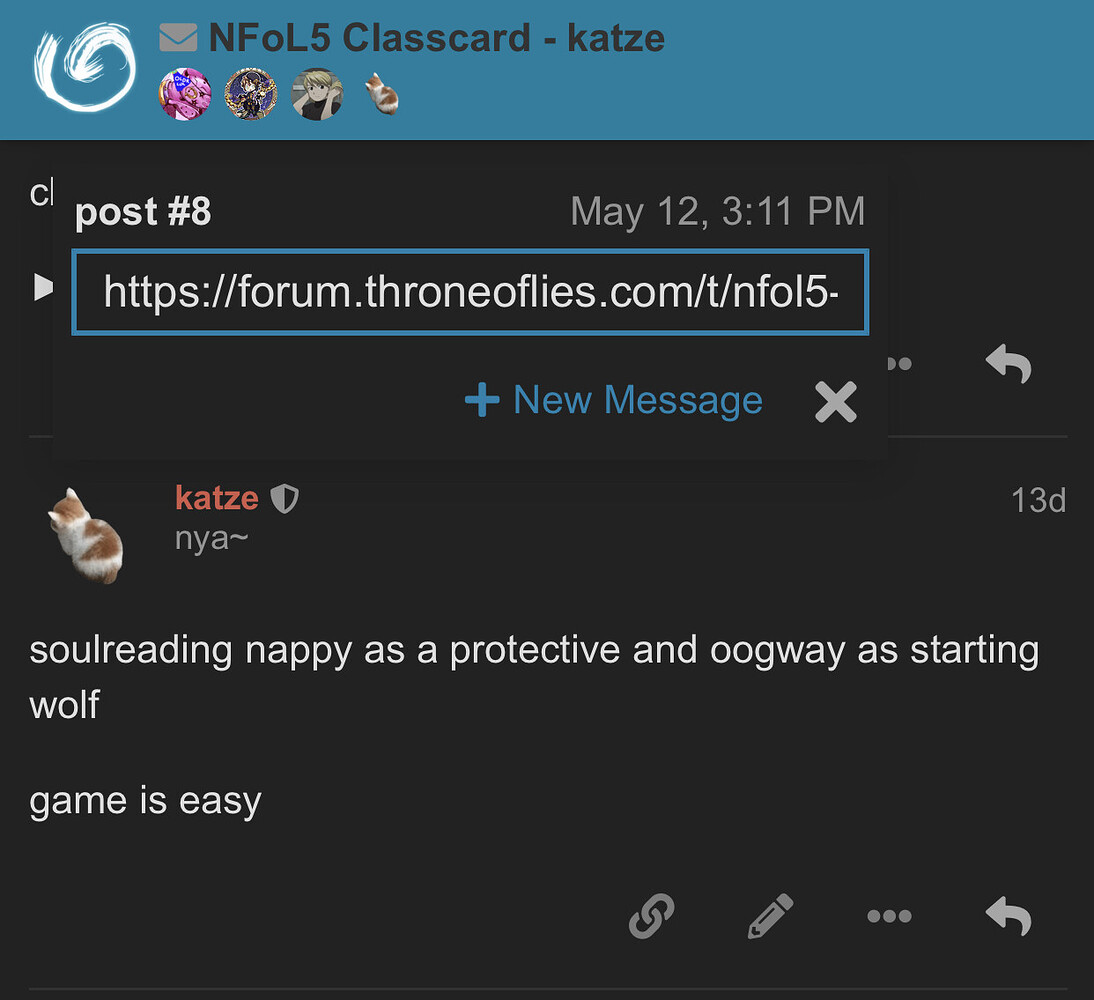 NFoL5 Classcard - katze
post #8
May 12, 3:11 PM
https://forum.throneoflies.com/t/nfol5-
New Message
katze
13d
nya~
soulreading nappy as a protective and oogway as starting
wolf
game is easy